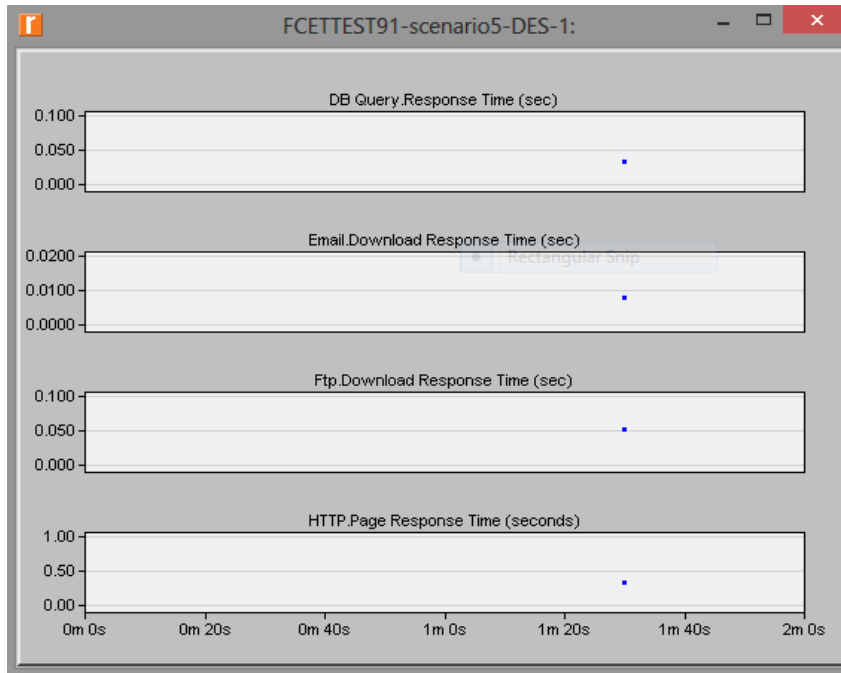 r FCETTEST91-scenario5-DES-1:
DB Query.Response Time (sec)
0.100
0.050
0.000
Email.Download Response Time (sec)
Rectangular Snip
0.0200
0.0100
0.0000
Ftp.Download Response Time (sec)
0.100
0.050
0.000
HTTP.Page Response Time (seconds)
1.00
0.50
0.00
0m 0s 0m 20s 0m 40s 1m 0s 1m 20s 1m 40s 2m 0s